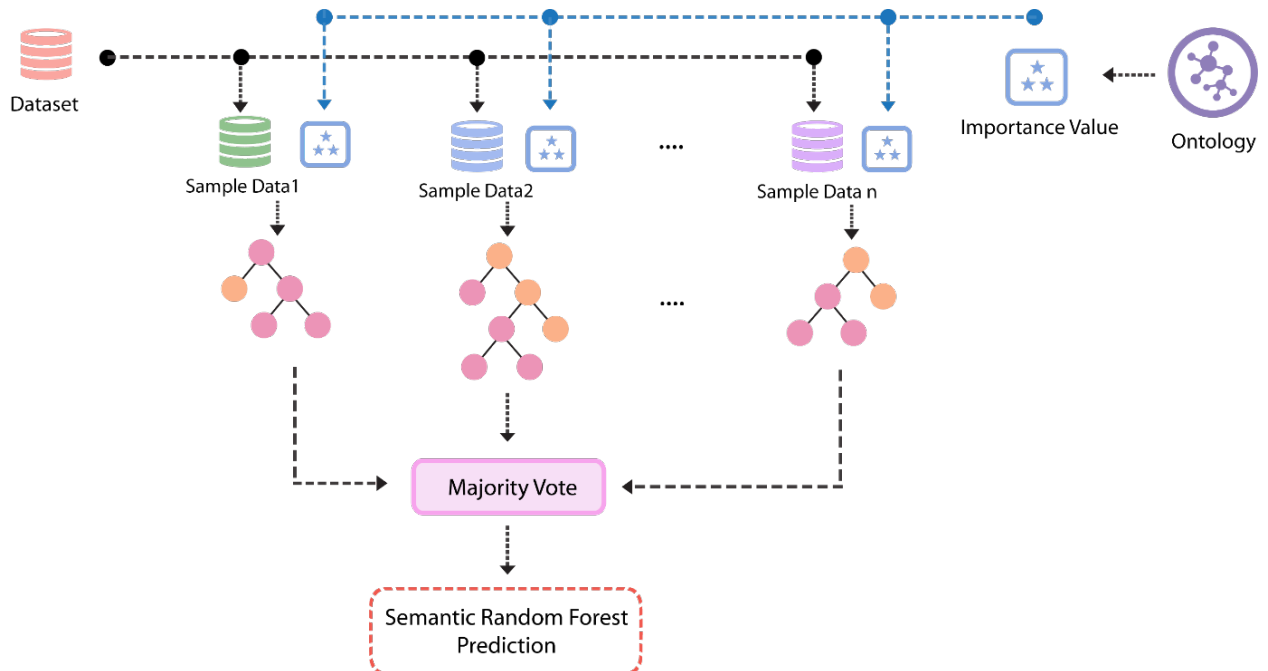 Dataset
Importance Value
Ontology
Sample Data1
Sample Data2
....
Sample Data n
....
Majority Vote
Semantic Random Forest
Prediction